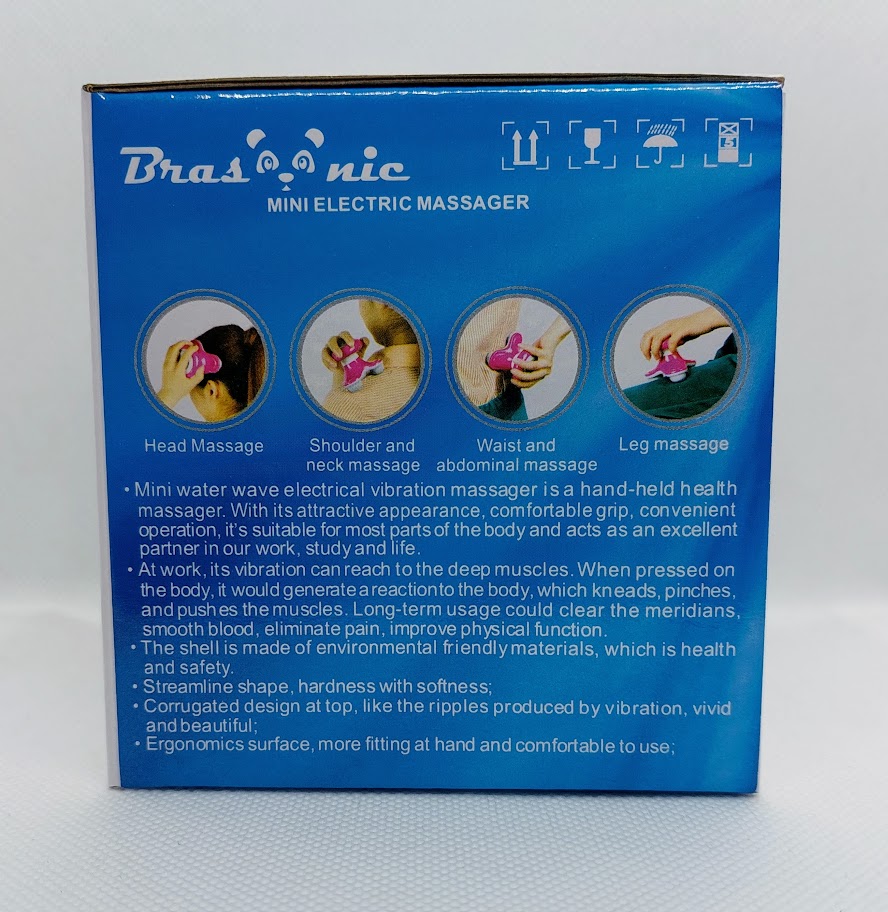 Brasoonic
MINI ELECTRIC MASSAGER
5
Head Massage
Shoulder and
neck massage
Waist and
abdominal massage
Leg massage
• Mini water wave electrical vibration massager is a hand-held health
massager. With its attractive appearance, comfortable grip, convenient
operation, it's suitable for most parts of the body and acts as an excellent
partner in our work, study and life.
• At work, its vibration can reach to the deep muscles. When pressed on
the body, it would generate a reactionto the body, which kneads, pinches,
and pushes the muscles. Long-term usage could clear the meridians,
smooth blood, eliminate pain, improve physical function.
• The shell is made of environmental friendly materials, which is health
and safety.
• Streamline shape, hardness with softness;
• Corrugated design at top, like the ripples produced by vibration, vivid
and beautiful;
• Ergonomics surface, more fitting at hand and comfortable to use;